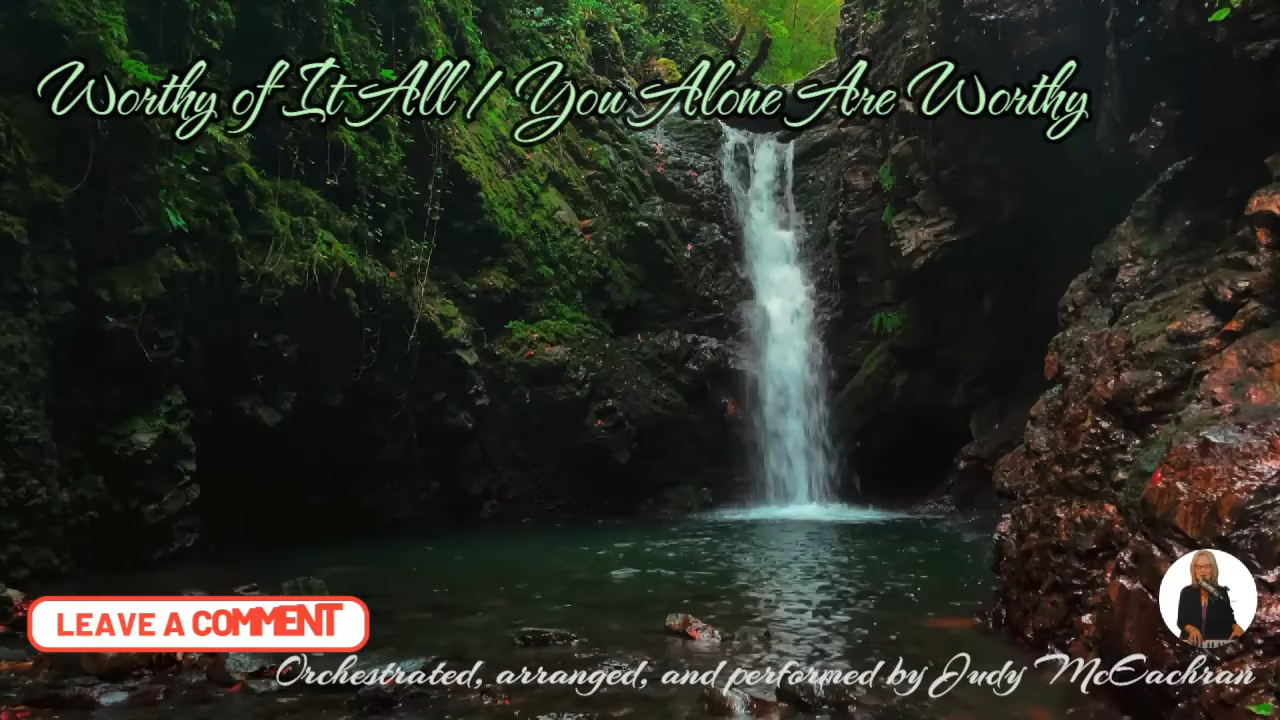 Worthy of It All / You Alone Are Worthy
LEAVE A COMMENT
Orchestrated, arranged, and performed by Judy McEachran